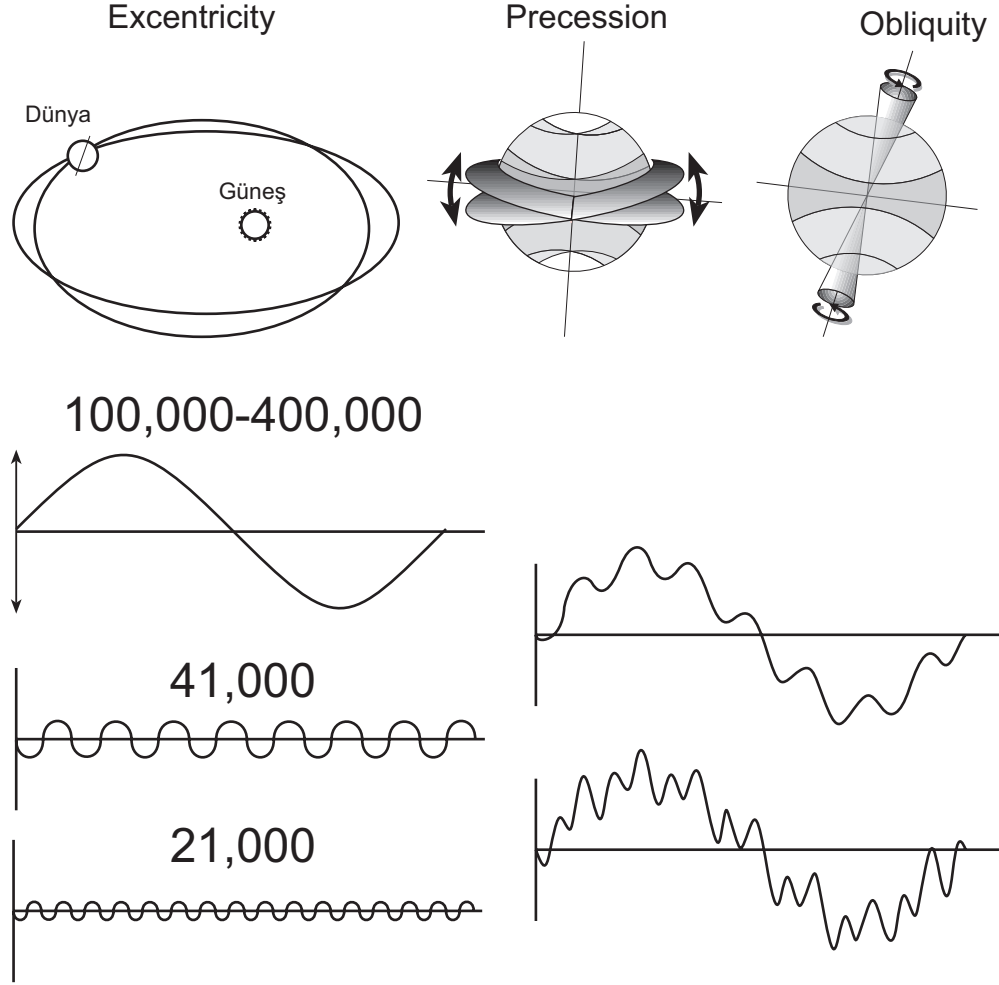 Excentricity
Precession
Obliquity
Dünya
Güneş
100,000-400,000
41,000
21,000